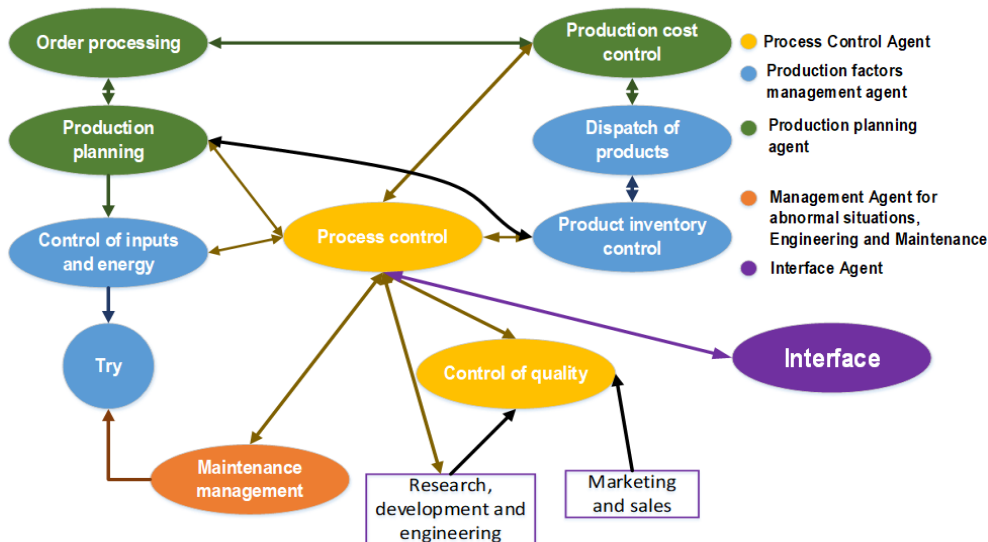 Order processing
Production cost
control
Production
planning
Dispatch of
products
Control of inputs
and energy
Process control
Product inventory
control
Try
Control of quality
Interface
Maintenance
management
Research,
development and
engineering
Marketing
and sales
Process Control Agent
Production factors
management agent
Production planning
agent
Management Agent for
abnormal situations,
Engineering and Maintenance
Interface Agent